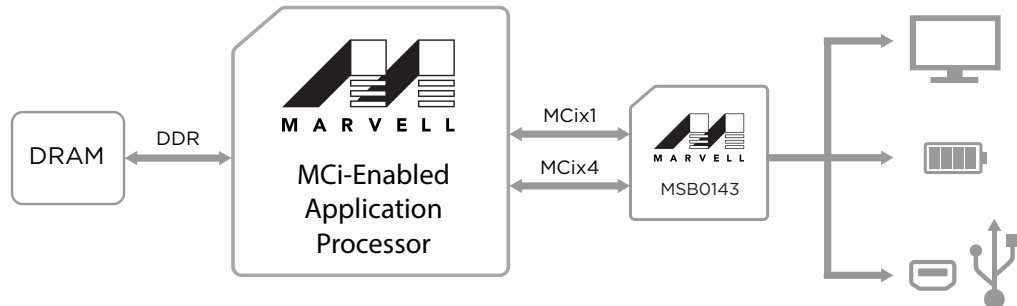 DRAM
DDR
MARVELL
MCi-Enabled
Application
Processor
MCix1
MCix4
MARVELL
MSB0143